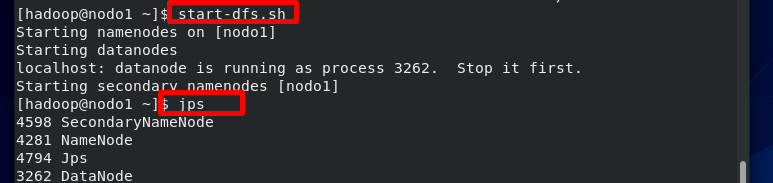 [hadoop@nodo1 ~]$ start-dfs.sh
Starting namenodes on [nodo1]
Starting datanodes
localhost: datanode is running as process 3262.  Stop it first.
Starting secondary namenodes [nodo1]
[hadoop@nodo1 ~]$ jps
4598 SecondaryNameNode
4281 NameNode
4794 Jps
3262 DataNode